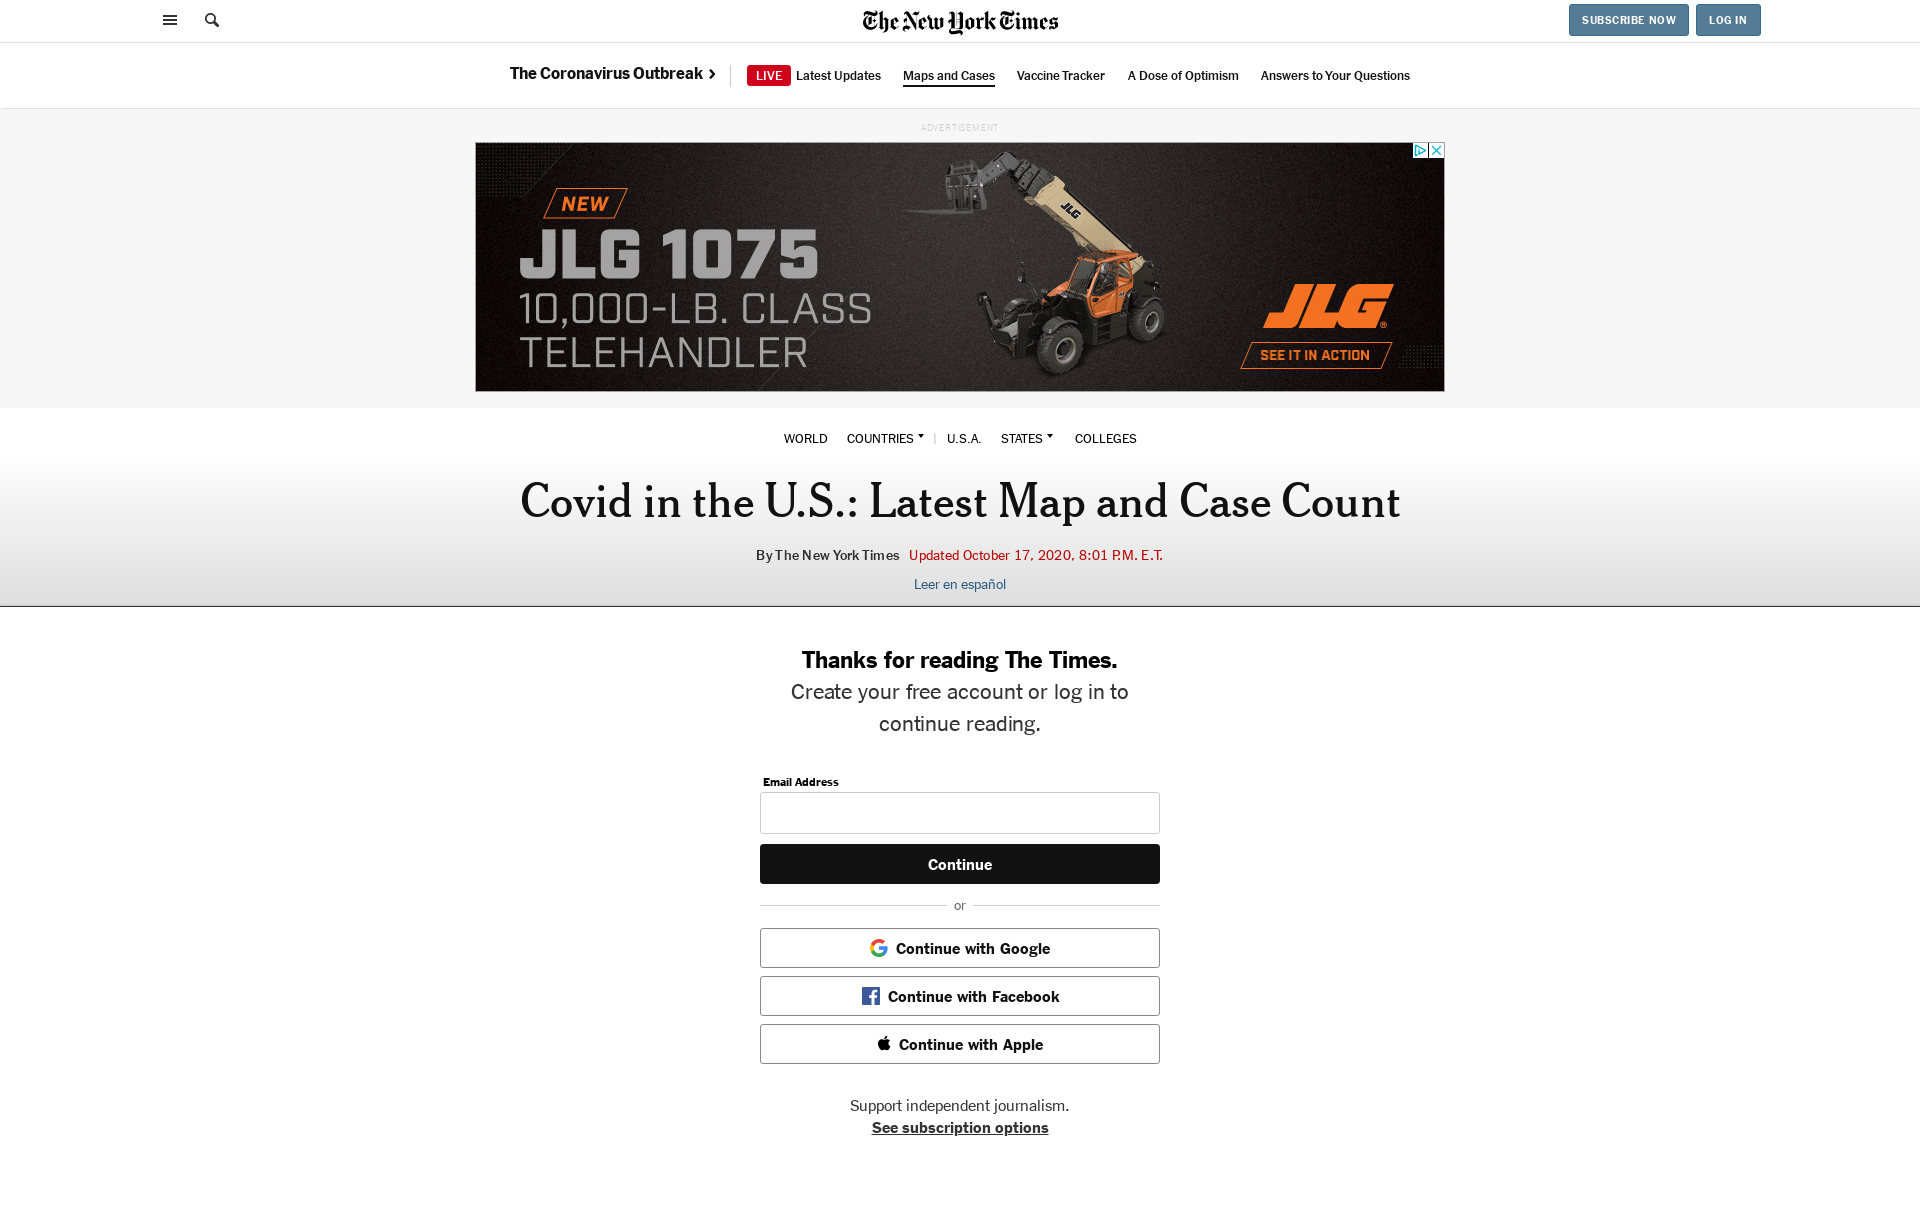 The New York Times
SUBSCRIBE NOW
LOG IN
The Coronavirus Outbreak
LIVE Latest Updates
Maps and Cases
Vaccine Tracker
A Dose of Optimism
Answers to Your Questions
ADVERTISEMENT
NEW
JLG 1075
10,000-LB. CLASS
TELEHANDLER
JLG
JLG®
SEE IT IN ACTION
WORLD
COUNTRIES
U.S.A.
STATES
COLLEGES
Covid in the U.S.: Latest Map and Case Count
By The New York Times Updated October 17, 2020, 8:01 P.M. E.T.
Leer en español
Thanks for reading The Times.
Create your free account or log in to
continue reading.
Email Address
Continue
or
Continue with Google
Continue with Facebook
Continue with Apple
Support independent journalism.
See subscription options